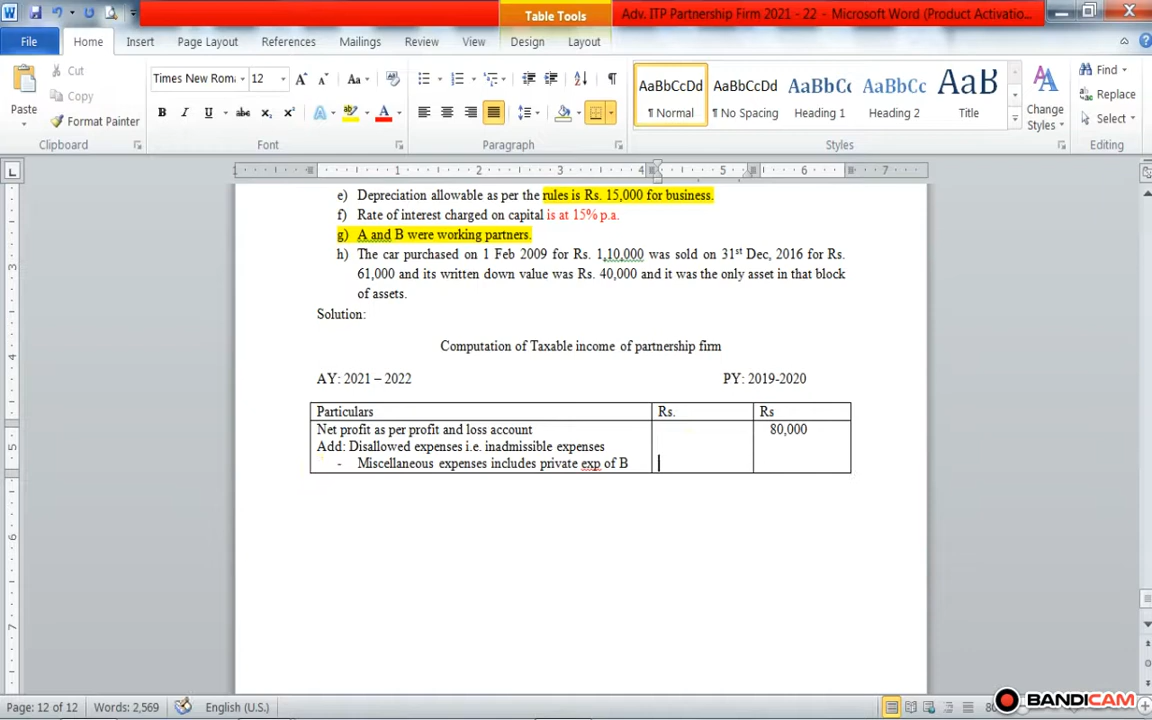 Table Tools
Adv. ITP Partnership Firm 2021 - 22 - Microsoft Word (Product Activatio...
File Home Insert Page Layout References Mailings Review View Design Layout
Cut
Copy
Format Painter
Paste
Times New Rom 12
AaBbCcDd AaBbCcDd AaBbCc AaBbCc AaB
¶ Normal ¶ No Spacing Heading 1 Heading 2 Title
Change
Styles
Find
Replace
Select
Clipboard Font Paragraph Styles Editing
e) Depreciation allowable as per the rules is Rs. 15,000 for business.
f) Rate of interest charged on capital is at 15% p.a.
g) A and B were working partners.
h) The car purchased on 1 Feb 2009 for Rs. 1,10,000 was sold on 31st Dec, 2016 for Rs.
61,000 and its written down value was Rs. 40,000 and it was the only asset in that block
of assets.
Solution:
Computation of Taxable income of partnership firm
AY: 2021 – 2022 PY: 2019-2020
Particulars Rs. Rs
Net profit as per profit and loss account 80,000
Add: Disallowed expenses i.e. inadmissible expenses
- Miscellaneous expenses includes private exp of B
Page: 12 of 12 Words: 2,569 English (U.S.)
BANDICAM